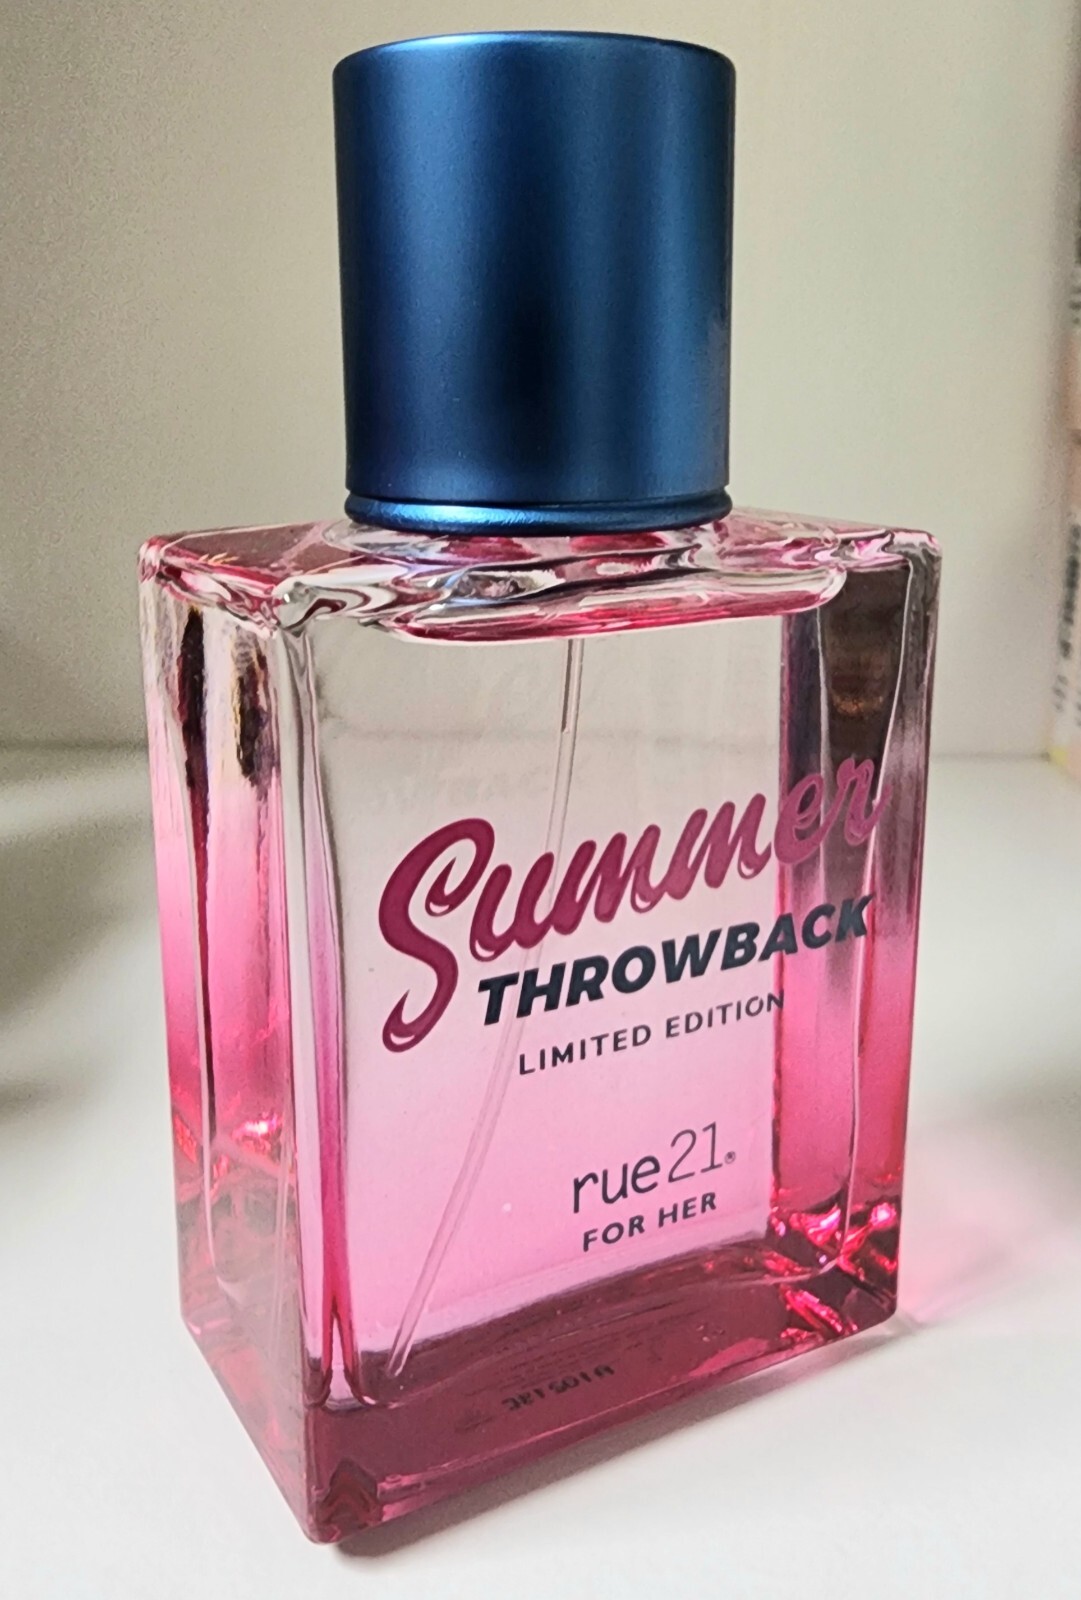 Summer
THROWBACK
LIMITED EDITION
rue21®
FOR HER